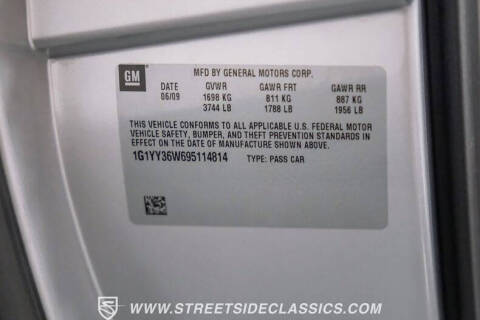 GM
MFD BY GENERAL MOTORS CORP.
DATE GVWR GAWR FRT GAWR RR
06/09 1698 KG 811 KG 887 KG
3744 LB 1788 LB 1956 LB
THIS VEHICLE CONFORMS TO ALL APPLICABLE U.S. FEDERAL MOTOR
VEHICLE SAFETY, BUMPER, AND THEFT PREVENTION STANDARDS IN
EFFECT ON THE DATE OF MANUFACTURE SHOWN ABOVE.
1G1YY36W695114814 TYPE: PASS CAR
WWW.STREETSIDECLASSICS.COM